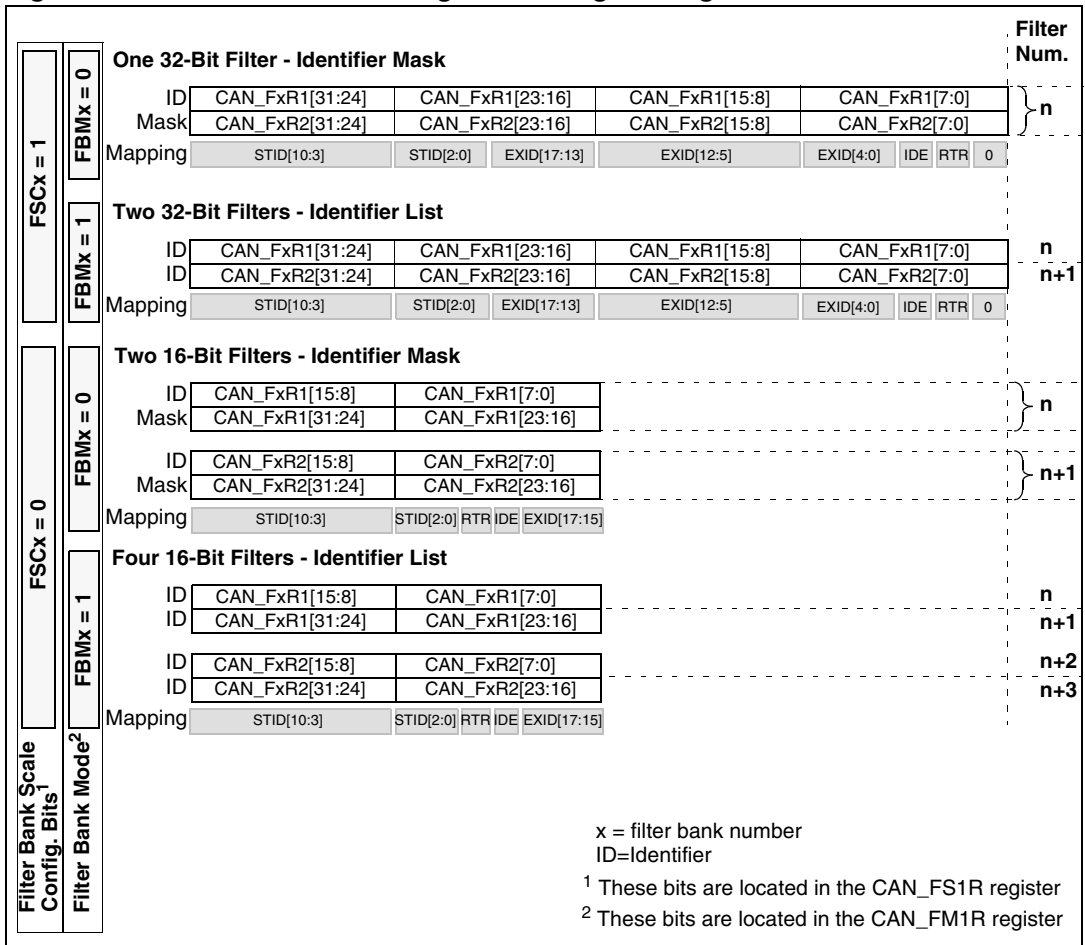 Filter
Num.
One 32-Bit Filter - Identifier Mask
FSCx = 1
FBMx = 0
ID CAN_FxR1[31:24] CAN_FxR1[23:16] CAN_FxR1[15:8] CAN_FxR1[7:0]
Mask CAN_FxR2[31:24] CAN_FxR2[23:16] CAN_FxR2[15:8] CAN_FxR2[7:0]
n
Mapping STID[10:3] STID[2:0] EXID[17:13] EXID[12:5] EXID[4:0] IDE RTR 0
Two 32-Bit Filters - Identifier List
FBMx = 1
ID CAN_FxR1[31:24] CAN_FxR1[23:16] CAN_FxR1[15:8] CAN_FxR1[7:0] n
ID CAN_FxR2[31:24] CAN_FxR2[23:16] CAN_FxR2[15:8] CAN_FxR2[7:0] n+1
Mapping STID[10:3] STID[2:0] EXID[17:13] EXID[12:5] EXID[4:0] IDE RTR 0
Two 16-Bit Filters - Identifier Mask
FSCx = 0
FBMx = 0
ID CAN_FxR1[15:8] CAN_FxR1[7:0]
Mask CAN_FxR1[31:24] CAN_FxR1[23:16]
n
ID CAN_FxR2[15:8] CAN_FxR2[7:0]
Mask CAN_FxR2[31:24] CAN_FxR2[23:16]
n+1
Mapping STID[10:3] STID[2:0] RTR IDE EXID[17:15]
Four 16-Bit Filters - Identifier List
FBMx = 1
ID CAN_FxR1[15:8] CAN_FxR1[7:0] n
ID CAN_FxR1[31:24] CAN_FxR1[23:16] n+1
ID CAN_FxR2[15:8] CAN_FxR2[7:0] n+2
ID CAN_FxR2[31:24] CAN_FxR2[23:16] n+3
Mapping STID[10:3] STID[2:0] RTR IDE EXID[17:15]
Filter Bank Scale
Config. Bits1
Filter Bank Mode2
x = filter bank number
ID=Identifier
1 These bits are located in the CAN_FS1R register
2 These bits are located in the CAN_FM1R register